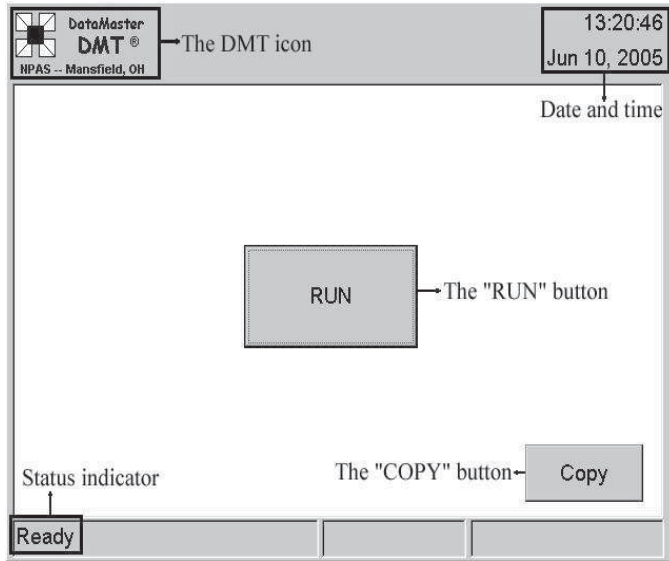 DataMaster
DMT ®
NPAS -- Mansfield, OH
The DMT icon
13:20:46
Jun 10, 2005
Date and time
RUN
The "RUN" button
The "COPY" button
Copy
Status indicator
Ready